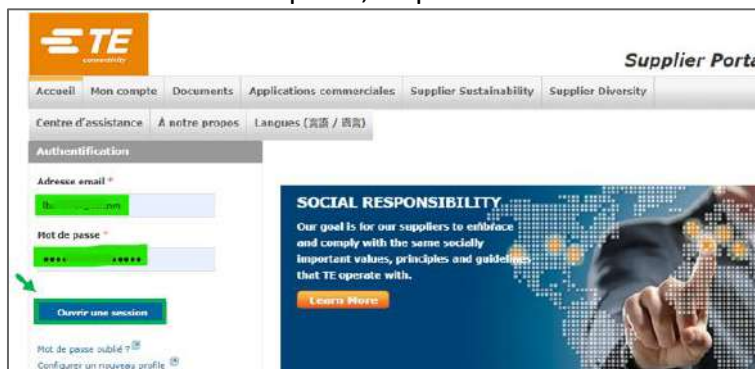 TE
connectivity
Supplier Porta
Accueil Mon compte Documents Applications commerciales Supplier Sustainability Supplier Diversity
Centre d'assistance À notre propos Langues (言語 / 语言)
Authentification
Adresse email *
Mot de passe *
Ouvrir une session
Mot de passe oublié ?
Configurer un nouveau profile
SOCIAL RESPONSIBILITY
Our goal is for our suppliers to embrace
and comply with the same socially
important values, principles and guidelines
that TE operate with.
Learn More